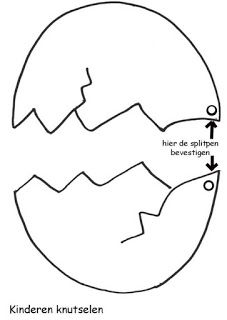 hier de splitpen
bevestigen
Kinderen knutselen